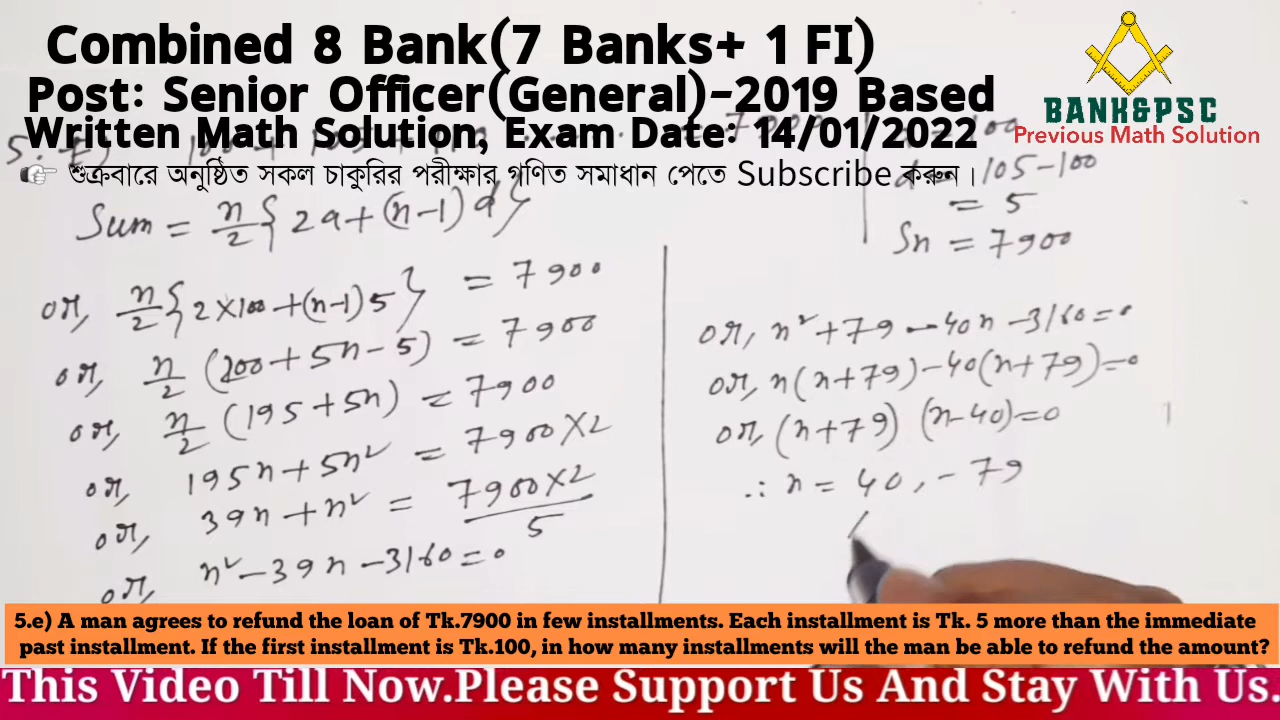 Combined 8 Bank(7 Banks+ 1 FI)
Post: Senior Officer(General)-2019 Based
Written Math Solution, Exam Date: 14/01/2022
BANK&PSC
Previous Math Solution
☞ শুক্রবারে অনুষ্ঠিত সকল চাকুরির পরীক্ষার গণিত সমাধান পেতে Subscribe করুন।
105-100
= 5
Sn = 7900
Sum = n/2{2a+(n-1)d}
or, n/2{2×100+(n-1)5} = 7900
or, n/2 (200+5n-5) = 7900
or, n/2 (195+5n) = 7900
or, 195n+5n² = 7900×2
or, 39n+n² = 7900×2/5
or, n²-39n-3160=0
or, n²+79-40n-3160=0
or, n(n+79)-40(n+79)=0
or, (n+79) (n-40)=0
∴ n = 40, -79
5.e) A man agrees to refund the loan of Tk.7900 in few installments. Each installment is Tk. 5 more than the immediate
past installment. If the first installment is Tk.100, in how many installments will the man be able to refund the amount?
This Video Till Now.Please Support Us And Stay With Us.